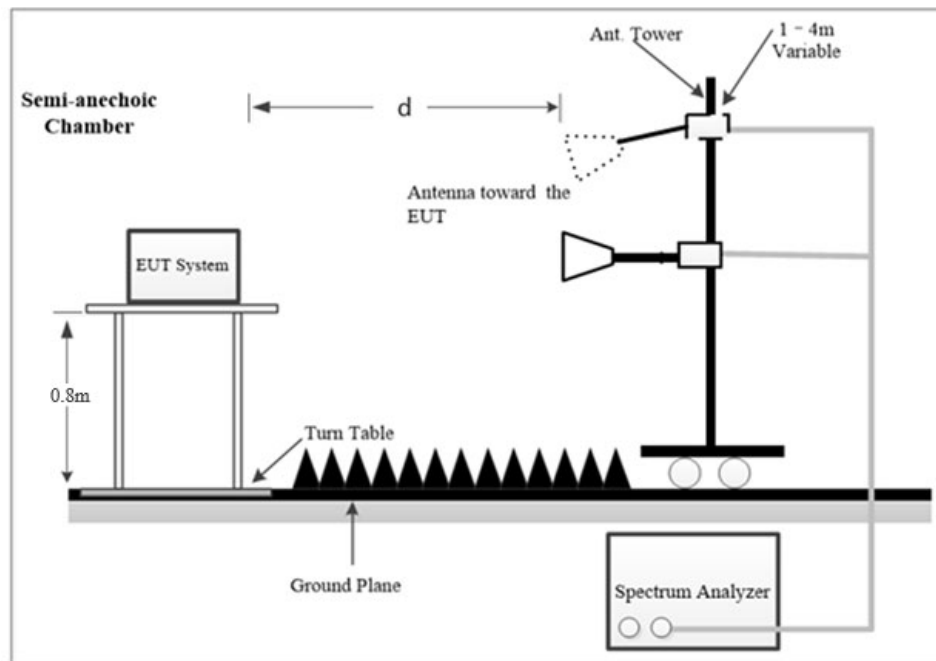 Ant. Tower
1 - 4m
Variable
Semi-anechoic
Chamber
d
Antenna toward the
EUT
EUT System
0.8m
Turn Table
Ground Plane
Spectrum Analyzer